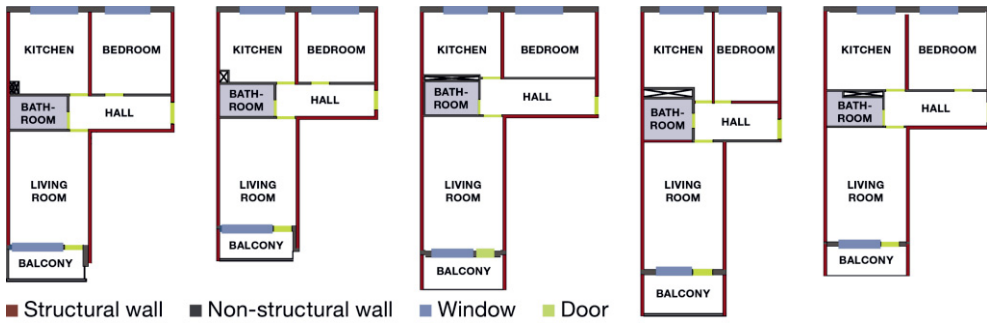 KITCHEN
BEDROOM
BATH-
ROOM
HALL
LIVING
ROOM
BALCONY
KITCHEN
BEDROOM
BATH-
ROOM
HALL
LIVING
ROOM
BALCONY
KITCHEN
BEDROOM
BATH-
ROOM
HALL
LIVING
ROOM
BALCONY
KITCHEN
BEDROOM
BATH-
ROOM
HALL
LIVING
ROOM
BALCONY
KITCHEN
BEDROOM
BATH-
ROOM
HALL
LIVING
ROOM
BALCONY
Structural wall Non-structural wall Window Door